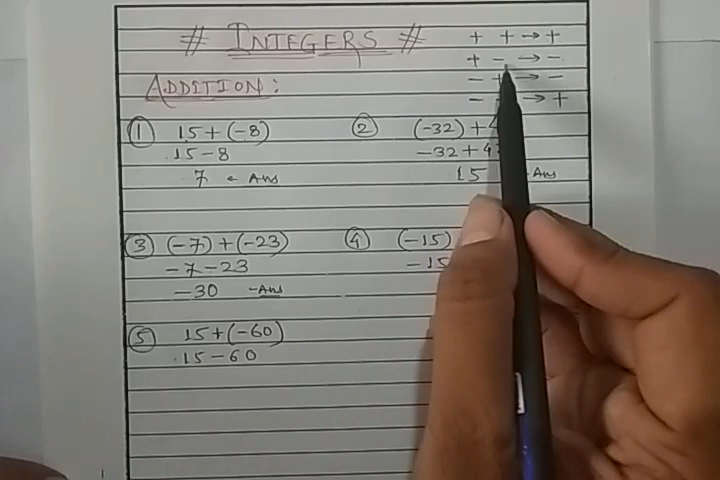 # INTEGERS #
+ + → +
+ - → -
- + → -
- - → +
ADDITION :
① 15 + (-8)
15 - 8
7 ← Ans
② (-32) +
-32 + 4
15 - Ans
③ (-7) + (-23)
-7 - 23
-30 - Ans
④ (-15)
-15
⑤ 15 + (-60)
15 - 60